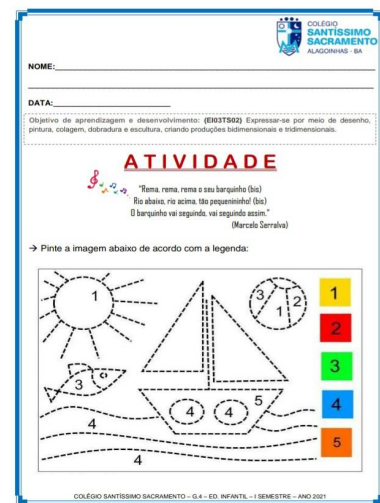 COLÉGIO
SANTÍSSIMO
SACRAMENTO
ALAGOINHAS - BA
NOME:
DATA:
Objetivo de aprendizagem e desenvolvimento: (EI03TS02) Expressar-se por meio de desenho,
pintura, colagem, dobradura e escultura, criando produções bidimensionais e tridimensionais.
ATIVIDADE
"Rema, rema, rema o seu barquinho (bis)
Rio abaixo, rio acima, tão pequenininho! (bis)
O barquinho vai seguindo, vai seguindo assim."
(Marcelo Serralva)
→ Pinte a imagem abaixo de acordo com a legenda:
1
3
1
2
1
2
3
3
4
4
4
5
4
4
5
COLÉGIO SANTÍSSIMO SACRAMENTO – G.4 – ED. INFANTIL – I SEMESTRE – ANO 2021